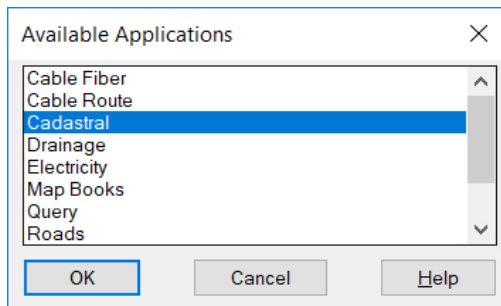 Available Applications
Cable Fiber
Cable Route
Cadastral
Drainage
Electricity
Map Books
Query
Roads
OK Cancel Help